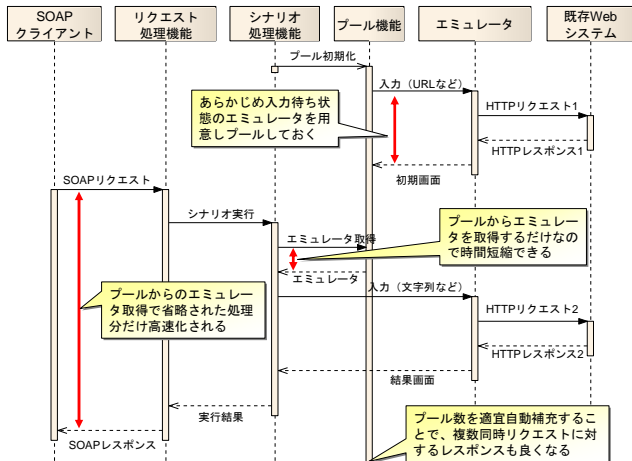 SOAP
クライアント
リクエスト
処理機能
シナリオ
処理機能
プール機能
エミュレータ
既存Web
システム
プール初期化
入力（URLなど）
あらかじめ入力待ち状
態のエミュレータを用
意しプールしておく
HTTPリクエスト1
HTTPレスポンス1
初期画面
SOAPリクエスト
シナリオ実行
エミュレータ取得
プールからエミュレー
タを取得するだけなの
で時間短縮できる
エミュレータ
入力（文字列など）
プールからのエミュレー
タ取得で省略された処理
分だけ高速化される
HTTPリクエスト2
HTTPレスポンス2
結果画面
実行結果
SOAPレスポンス
プール数を適宜自動補充するこ
とで、複数同時リクエストに対
するレスポンスも良くなる